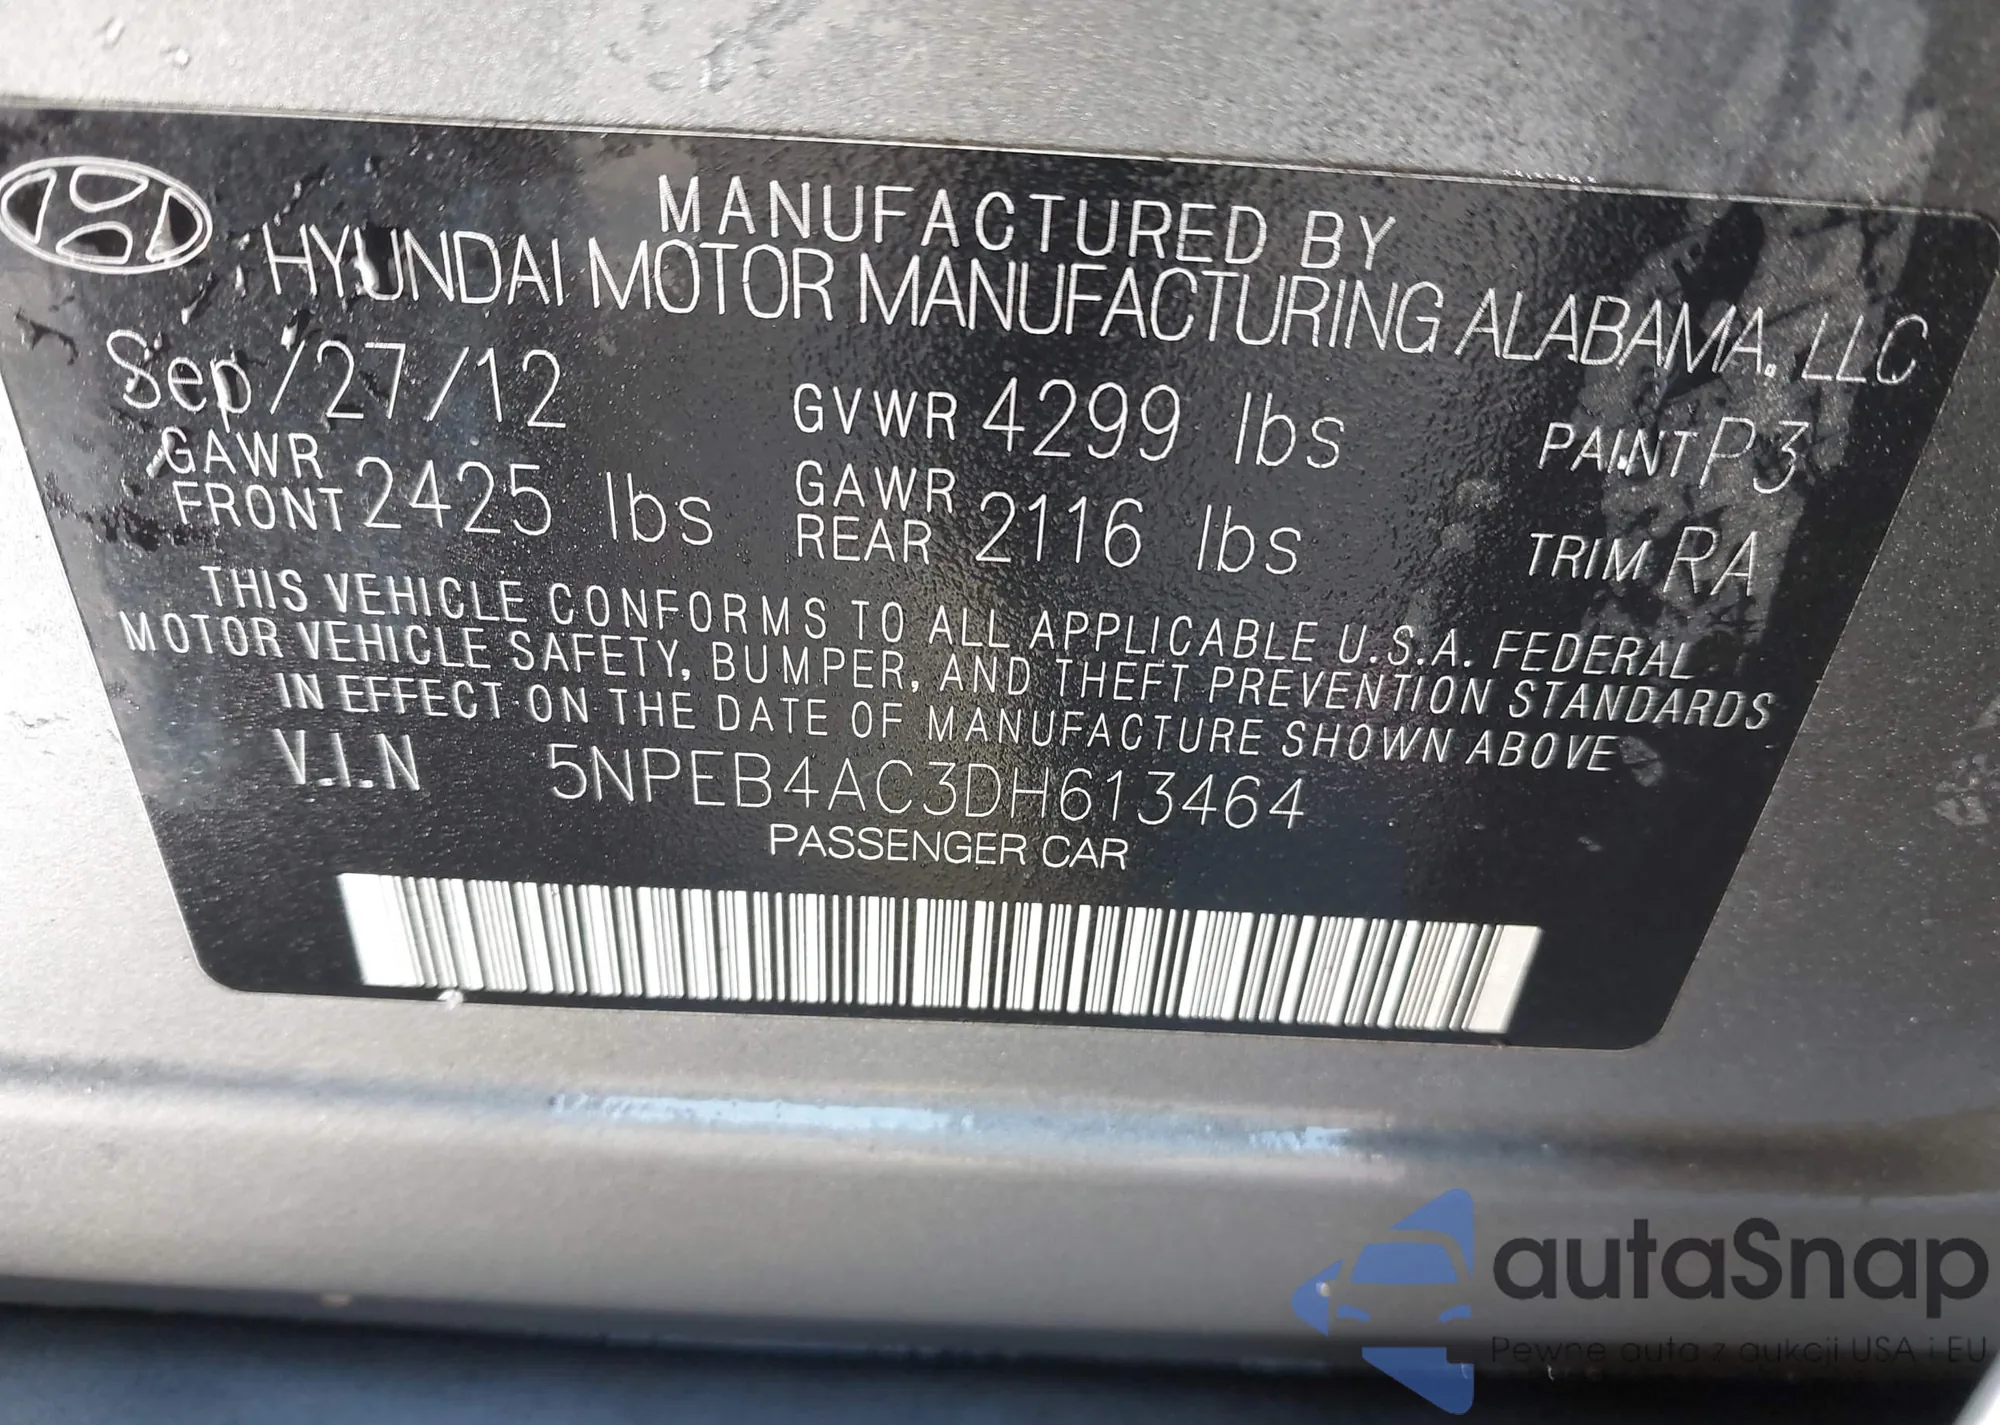 MANUFACTURED BY
HYUNDAI MOTOR MANUFACTURING ALABAMA, LLC
Sep/27/12 GVWR 4299 lbs PAINT P3
GAWR FRONT 2425 lbs GAWR REAR 2116 lbs TRIM RA
THIS VEHICLE CONFORMS TO ALL APPLICABLE U.S.A. FEDERAL
MOTOR VEHICLE SAFETY, BUMPER, AND THEFT PREVENTION STANDARDS
IN EFFECT ON THE DATE OF MANUFACTURE SHOWN ABOVE
V.I.N 5NPEB4AC3DH613464
PASSENGER CAR
autaSnap
Pewne auta z aukcji USA i EU